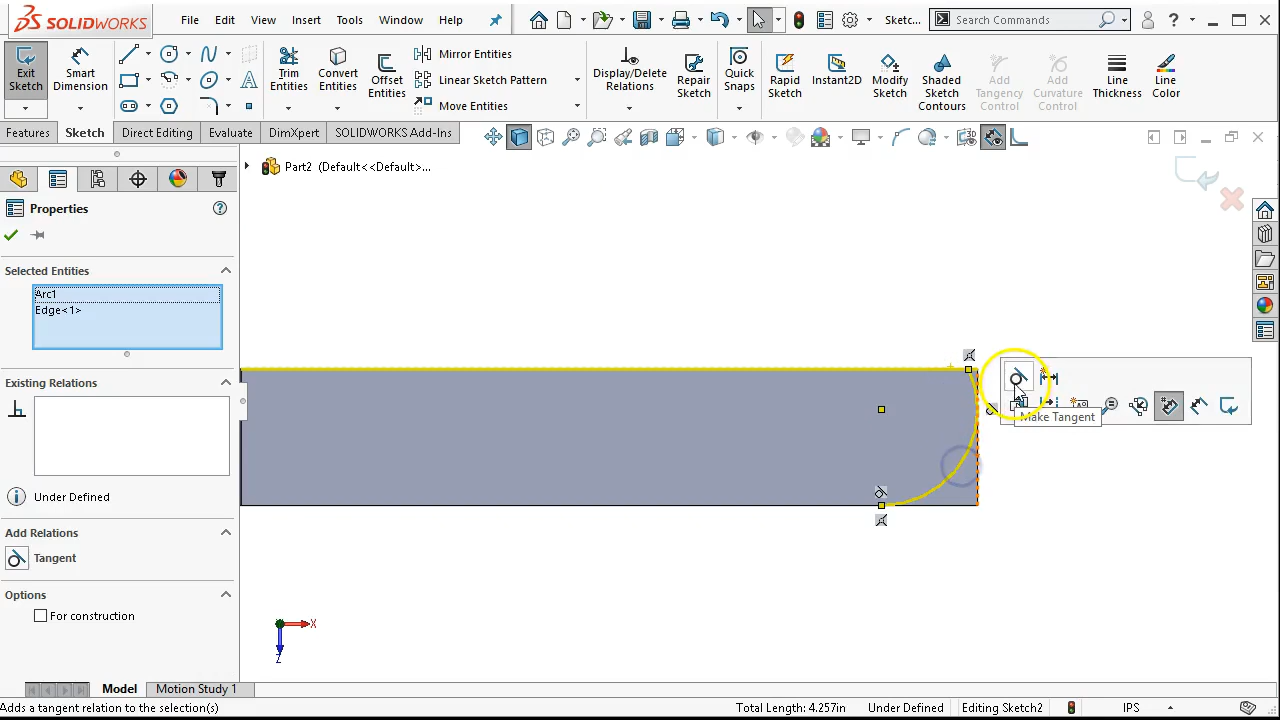 SOLIDWORKS
File Edit View Insert Tools Window Help
Sketc... Search Commands
Exit Sketch
Smart Dimension
Trim Entities
Convert Entities
Offset Entities
Mirror Entities
Linear Sketch Pattern
Move Entities
Display/Delete Relations
Repair Sketch
Quick Snaps
Rapid Sketch
Instant2D
Modify Sketch
Shaded Sketch Contours
Add Tangency Control
Add Curvature Control
Line Thickness
Line Color
Features Sketch Direct Editing Evaluate DimXpert SOLIDWORKS Add-Ins
Part2 (Default<<Default>...
Properties
Selected Entities
Arc1
Edge<1>
Existing Relations
Under Defined
Add Relations
Tangent
Options
For construction
Make Tangent
X
Z
Model Motion Study 1
Adds a tangent relation to the selection(s) Total Length: 4.257in Under Defined Editing Sketch2 IPS